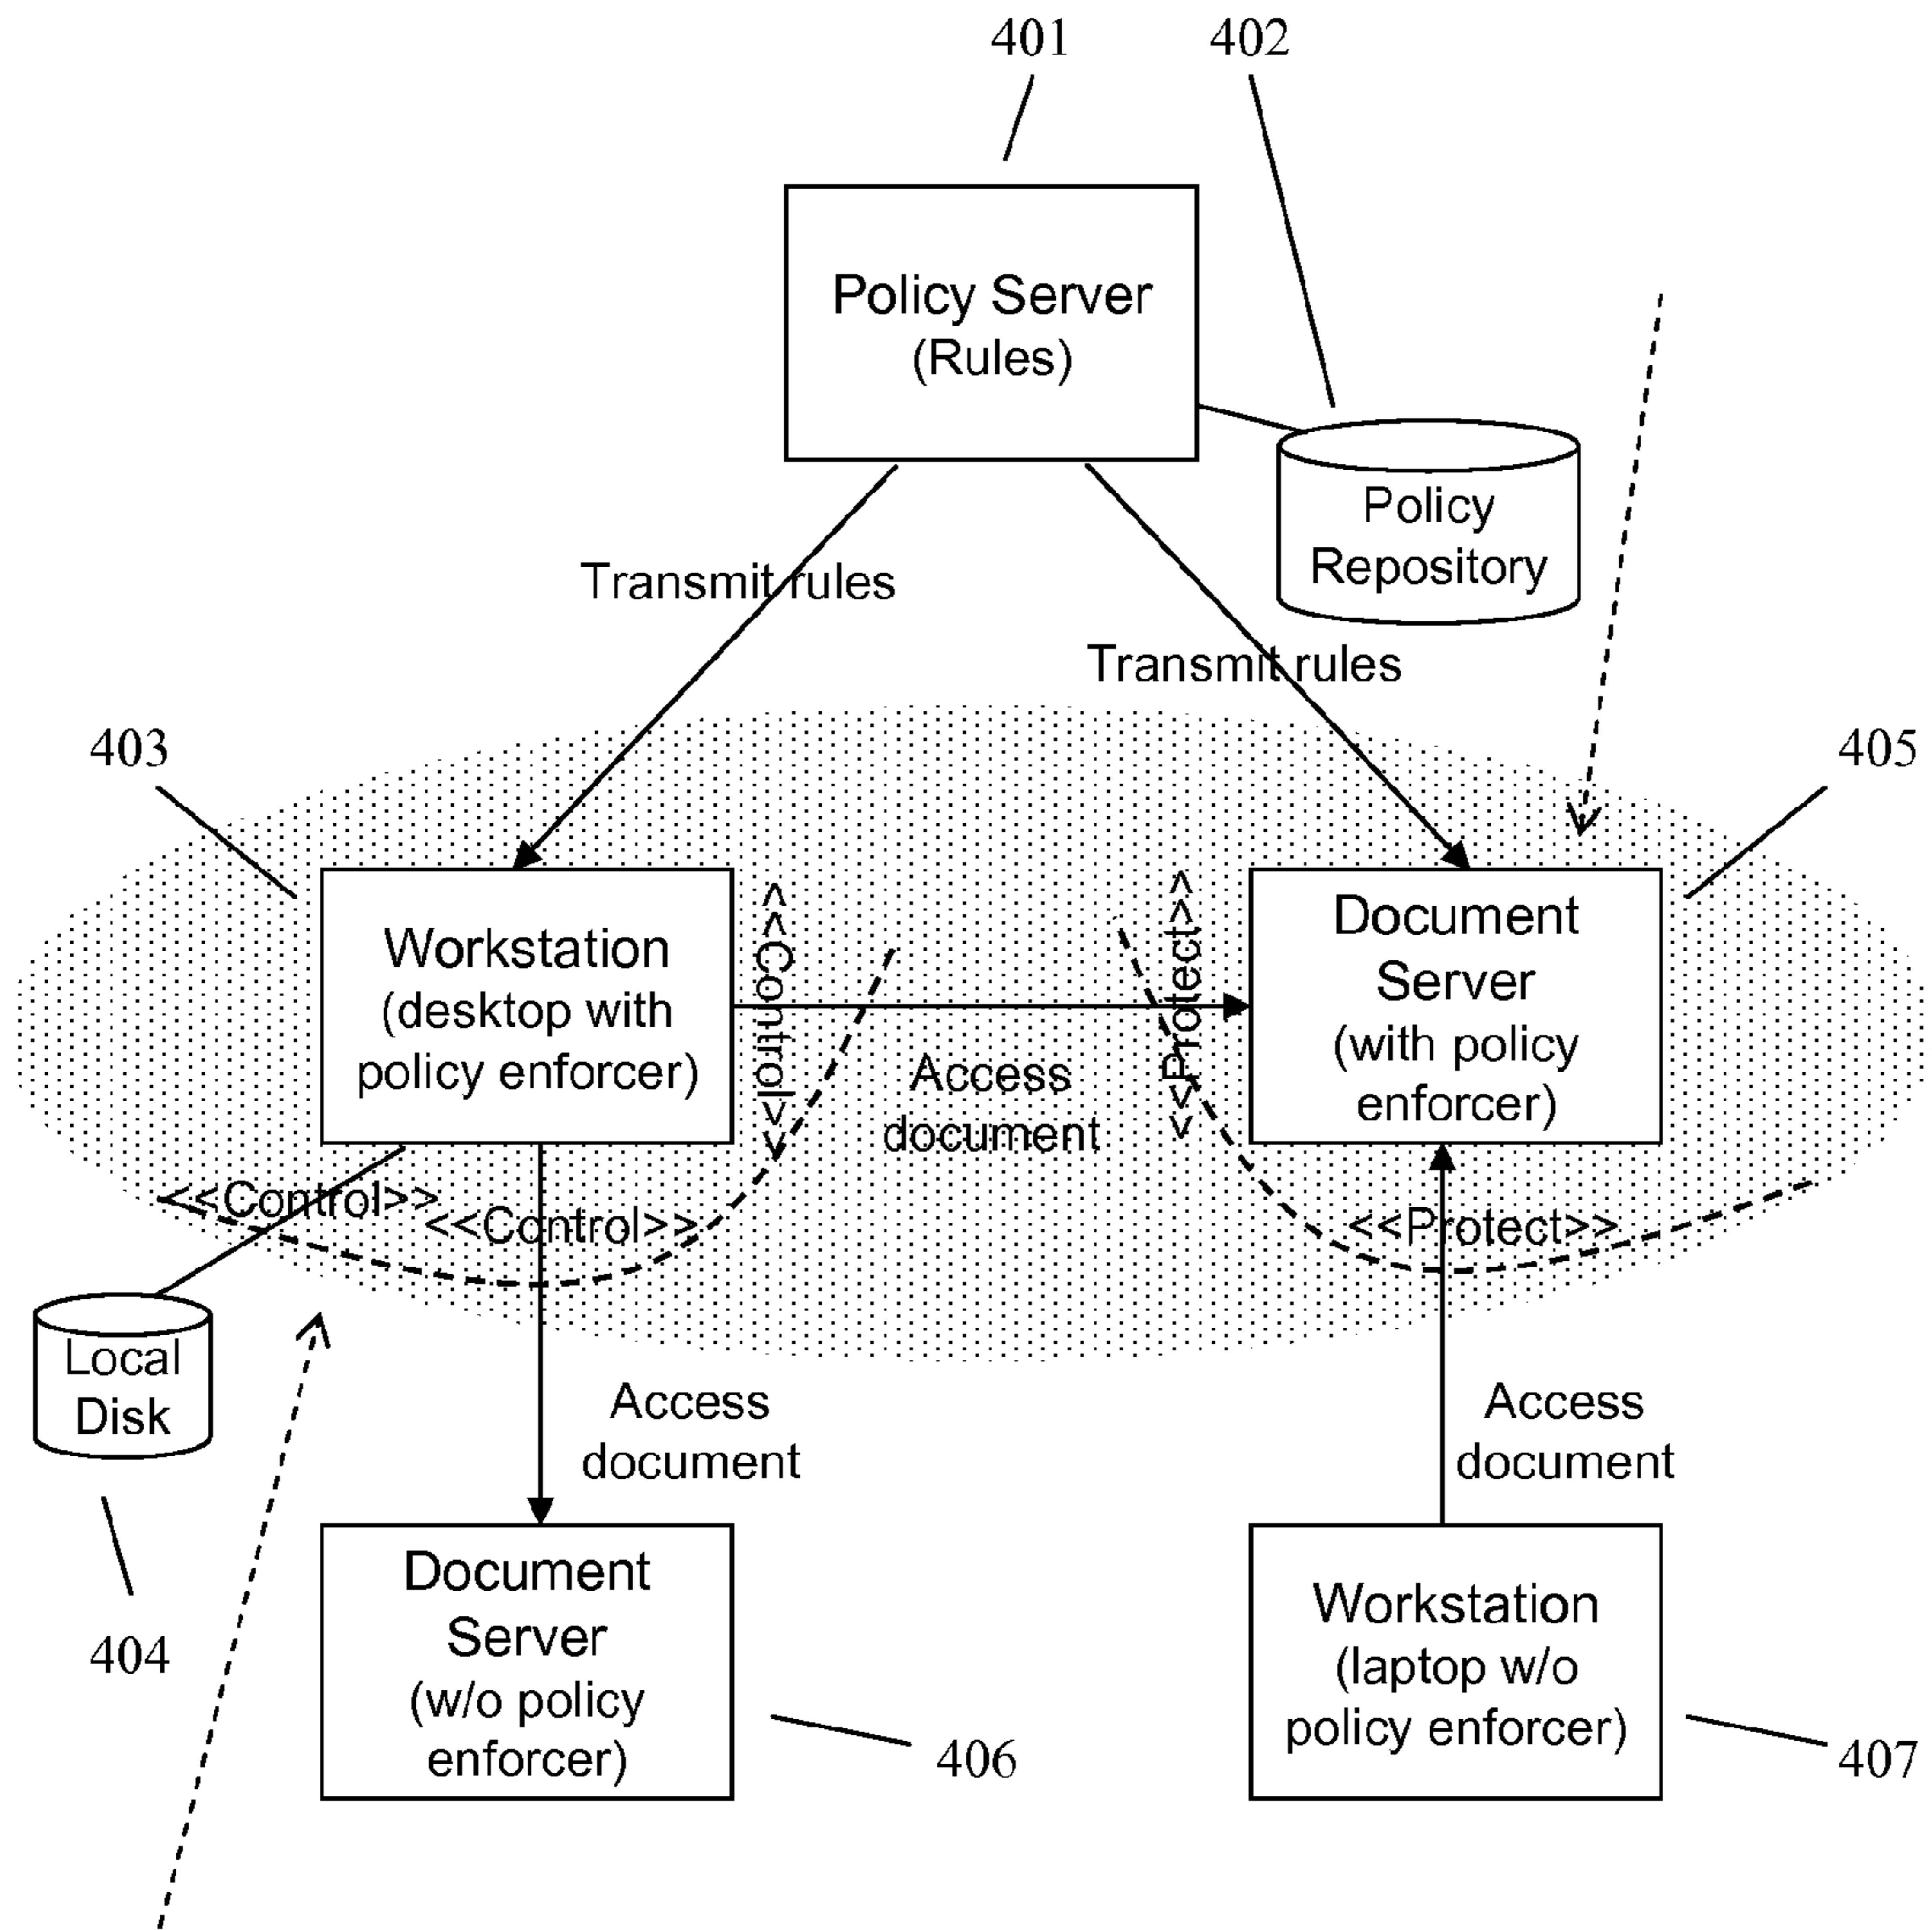 401
402
Policy Server
(Rules)
Policy
Repository
Transmit rules
Transmit rules
403
405
Workstation
(desktop with
policy enforcer)
<<Control>>
Access
document
<<Protect>>
Document
Server
(with policy
enforcer)
<<Control>>
<<Control>>
<<Protect>>
Local
Disk
Access
document
Access
document
404
Document
Server
(w/o policy
enforcer)
406
Workstation
(laptop w/o
policy enforcer)
407